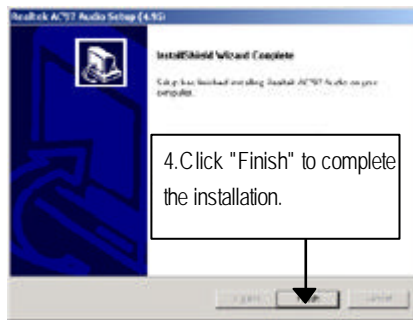 Realtek AC'97 Audio Setup (4.95)
InstallShield Wizard Complete
Setup has finished installing Realtek AC'97 Audio on your
computer.
4.Click "Finish" to complete
the installation.